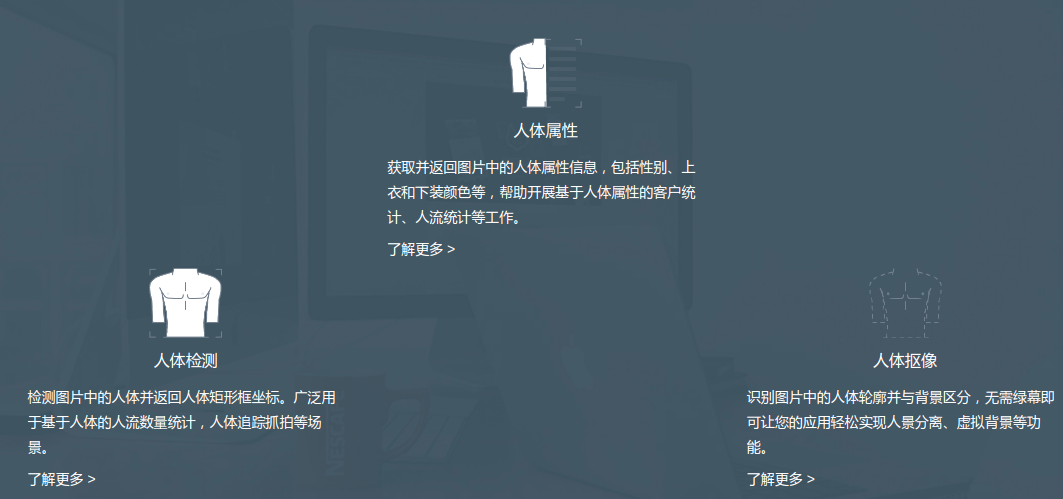 人体属性
获取并返回图片中的人体属性信息，包括性别、上
衣和下装颜色等，帮助开展基于人体属性的客户统
计、人流统计等工作。
了解更多 >
人体检测
检测图片中的人体并返回人体矩形框坐标。广泛用
于基于人体的人流数量统计，人体追踪抓拍等场
景。
了解更多 >
人体抠像
识别图片中的人体轮廓并与背景区分，无需绿幕即
可让您的应用轻松实现人景分离、虚拟背景等功
能。
了解更多 >